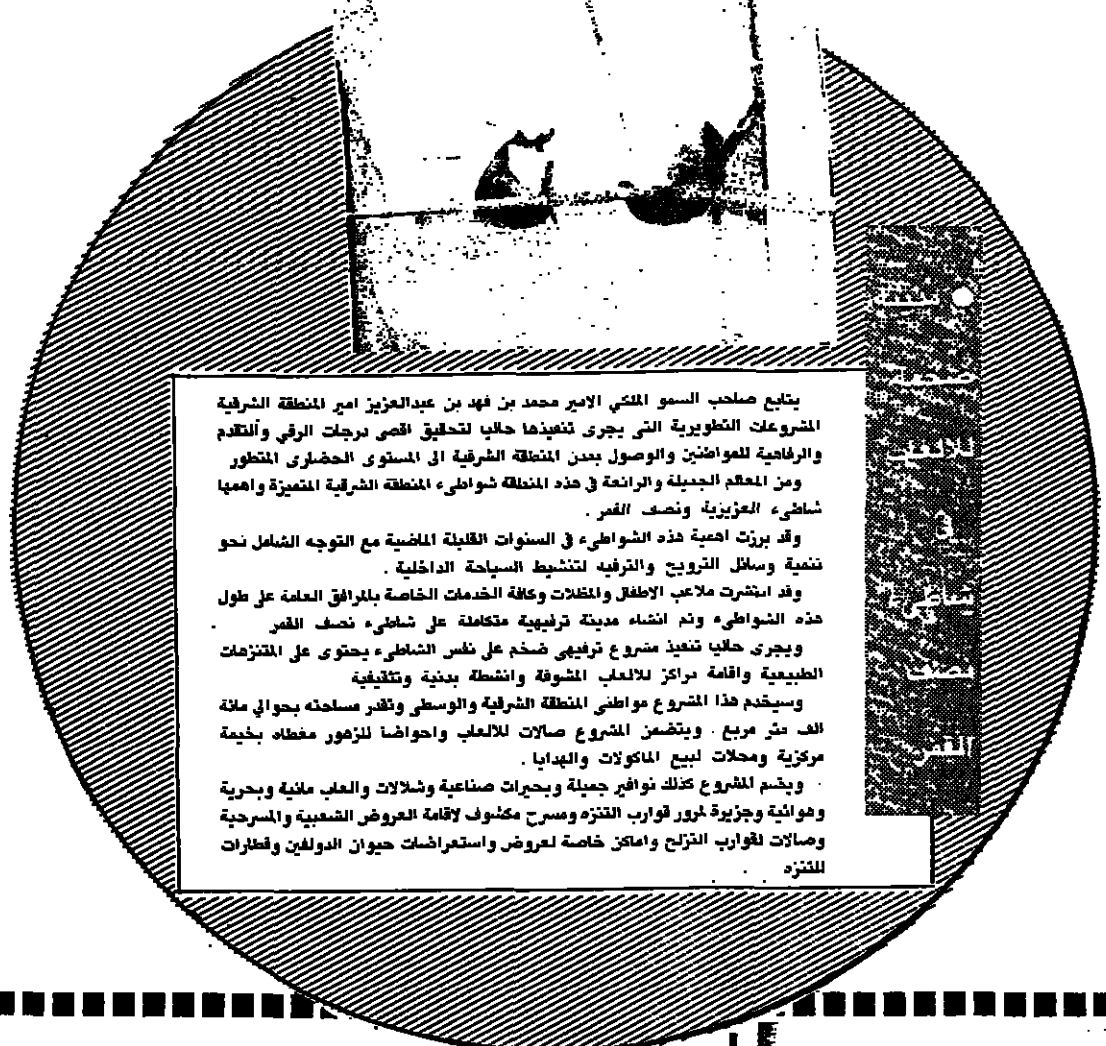 للالعاب
نصف
القمر
يتابع صاحب السمو الملكي الامير محمد بن فهد بن عبدالعزيز امير المنطقة الشرقية
المشروعات التطويرية التى يجرى تنفيذها حاليا لتحقيق اقصى درجات الرقي والتقدم
والرفاهية للمواطنين والوصول بمدن المنطقة الشرقية الى المستوى الحضارى المتطور
ومن المعالم الجميلة والرائعة في هذه المنطقة شواطىء المنطقة الشرقية المتميزة واهمها
شاطىء العزيزية ونصف القمر .
وقد برزت اهمية هذه الشواطىء في السنوات القليلة الماضية مع التوجه الشامل نحو
تنمية وسائل الترويح والترفيه لتنشيط السياحة الداخلية .
وقد انتشرت ملاعب الاطفال والمظلات وكافة الخدمات الخاصة بالمرافق العامة على طول
هذه الشواطىء وتم انشاء مدينة ترفيهية متكاملة على شاطىء نصف القمر .
ويجرى حاليا تنفيذ مشروع ترفيهى ضخم على نفس الشاطىء يحتوى على المتنزهات
الطبيعية واقامة مراكز للالعاب المشوقة وانشطة بدنية وتثقيفية
وسيخدم هذا المشروع مواطنى المنطقة الشرقية والوسطى وتقدر مساحته بحوالي مائة
الف متر مربع . ويتضمن المشروع صالات للالعاب واحواضا للزهور مغطاه بخيمة
مركزية ومحلات لبيع الماكولات والهدايا .
ويضم المشروع كذلك نوافير جميلة وبحيرات صناعية وشلالات والعاب مائية وبحرية
وهوائية وجزيرة لمرور قوارب التنزه ومسرح مكشوف لاقامة العروض الشعبية والمسرحية
وصالات لقوارب التزلج واماكن خاصة لعروض واستعراضات حيوان الدولفين وقطارات
للتنزه .